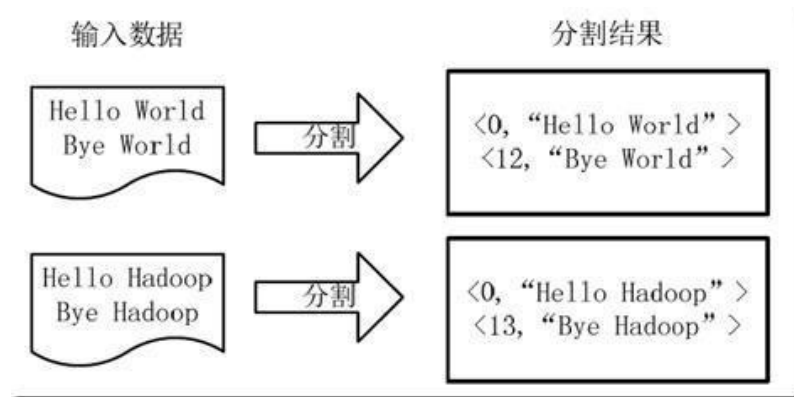 输入数据
分割结果
Hello World
Bye World
分割
<0, “Hello World” >
<12, “Bye World” >
Hello Hadoop
Bye Hadoop
分割
<0, “Hello Hadoop” >
<13, “Bye Hadoop” >